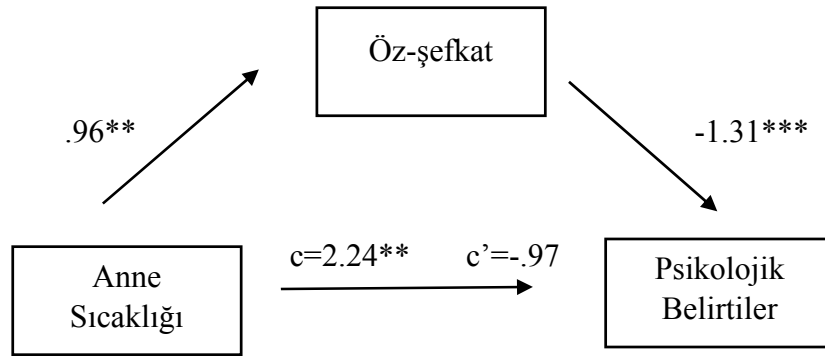 Öz-şefkat
.96**
-1.31***
c=2.24** c’=-.97
Anne
Sıcaklığı
Psikolojik
Belirtiler